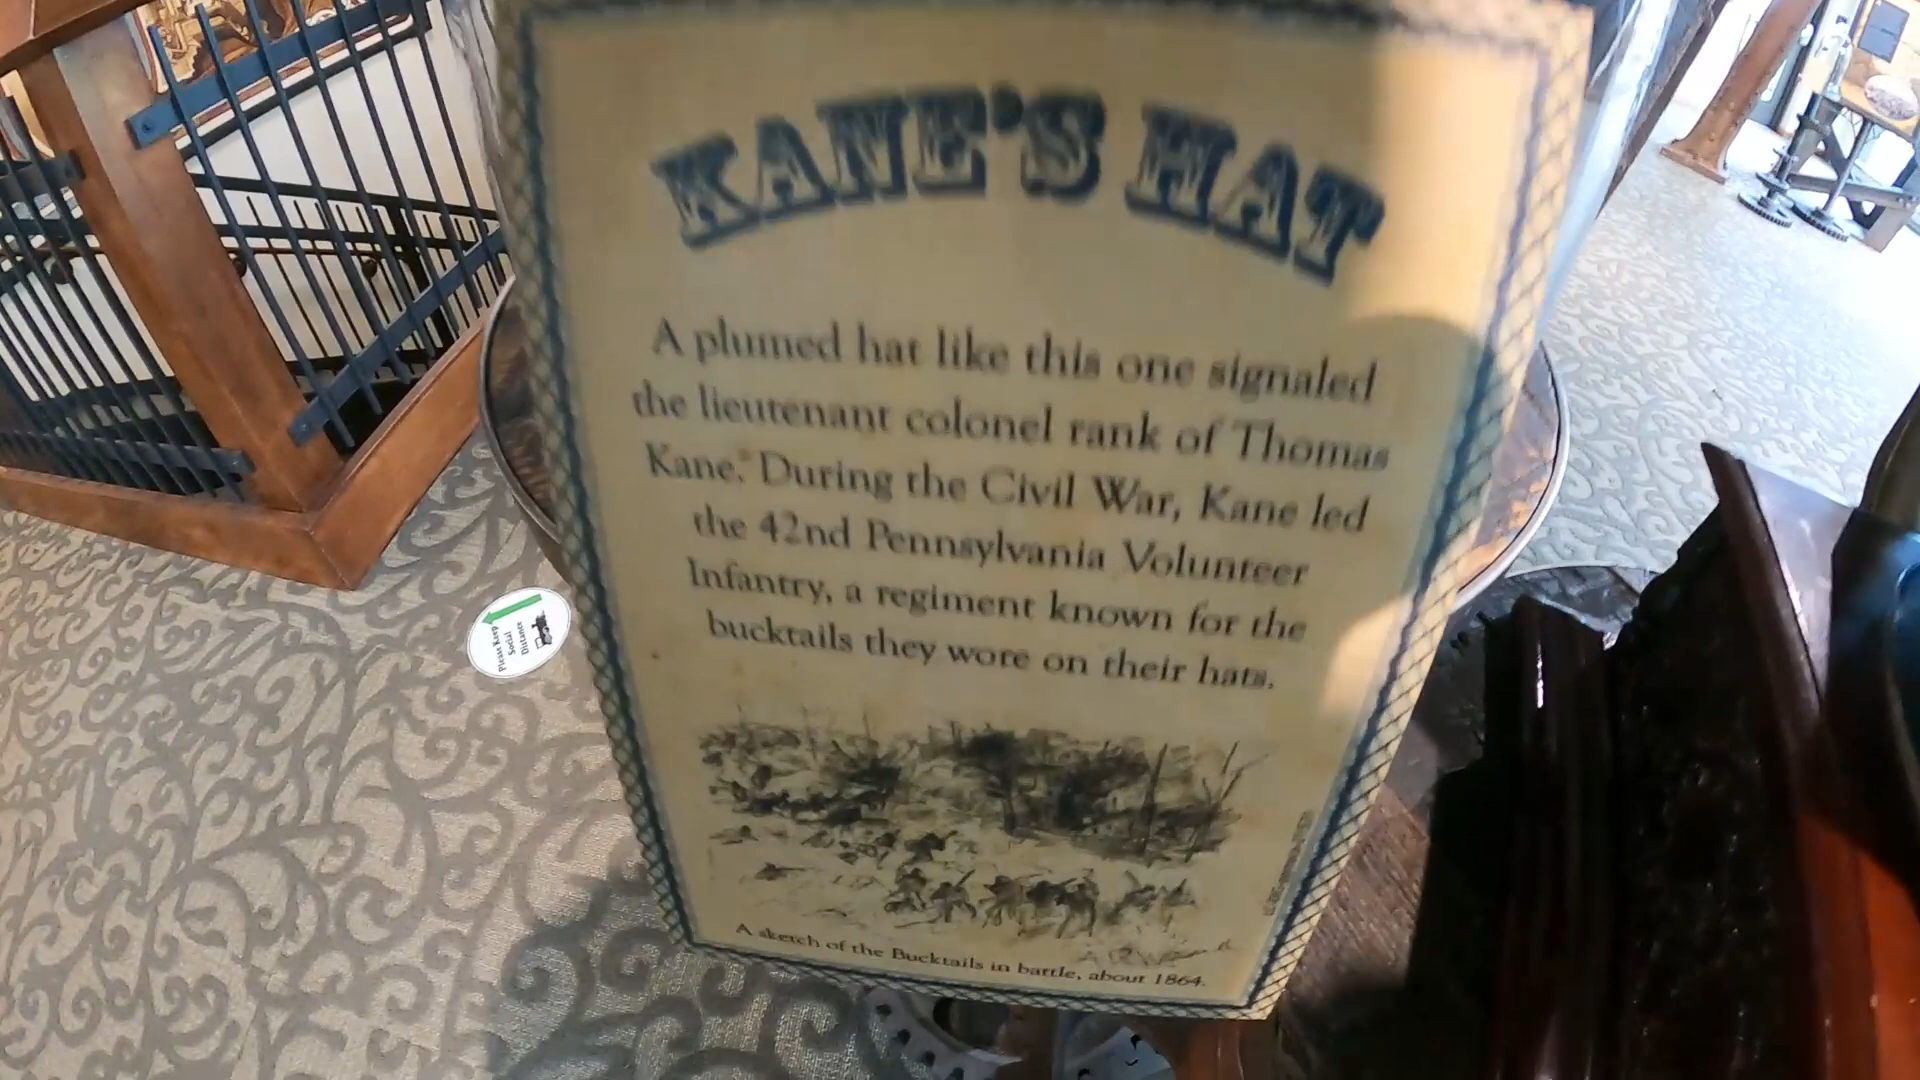 KANE'S HAT
A plumed hat like this one signaled
the lieutenant colonel rank of Thomas
Kane. During the Civil War, Kane led
the 42nd Pennsylvania Volunteer
Infantry, a regiment known for the
bucktails they wore on their hats.
A sketch of the Bucktails in battle, about 1864.
Please Keep
Social
Distance